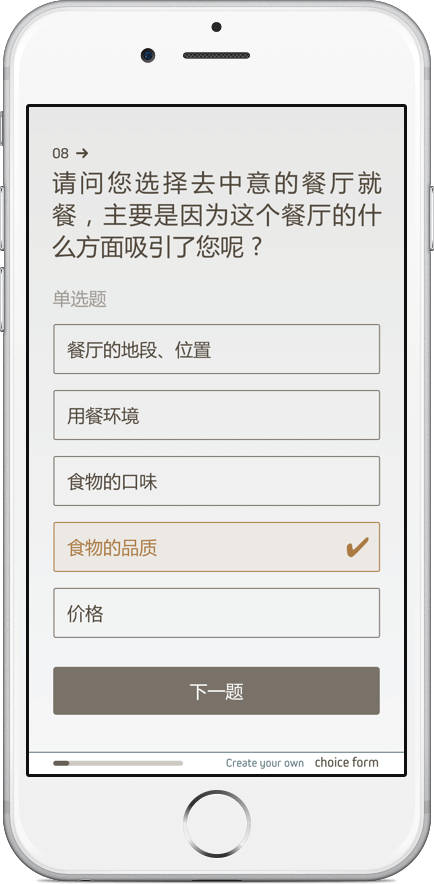 08 →
请问您选择去中意的餐厅就
餐，主要是因为这个餐厅的什
么方面吸引了您呢？
单选题
餐厅的地段、位置
用餐环境
食物的口味
食物的品质
价格
下一题
Create your own choice form